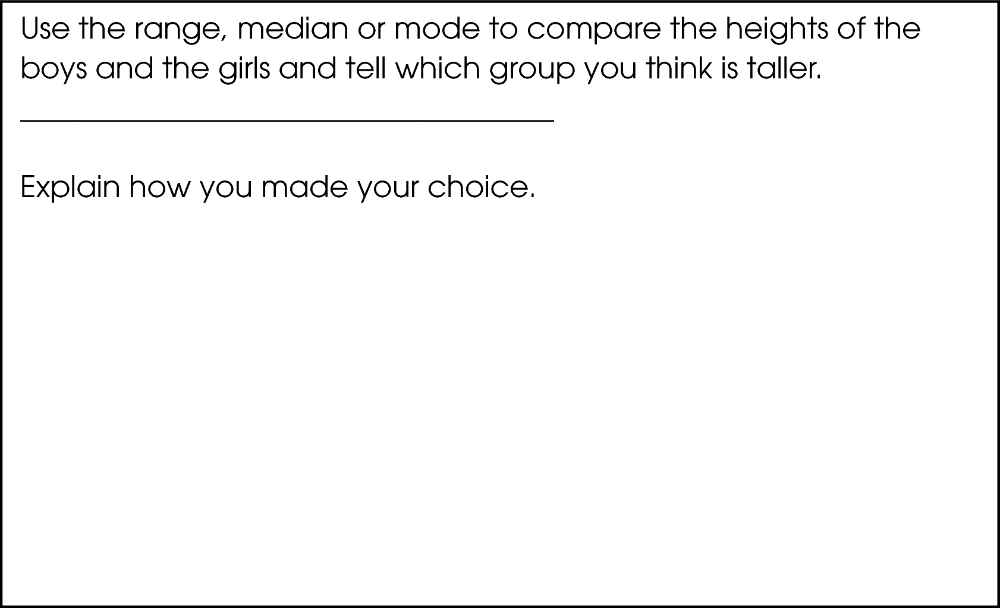 Use the range, median or mode to compare the heights of the
boys and the girls and tell which group you think is taller.
Explain how you made your choice.